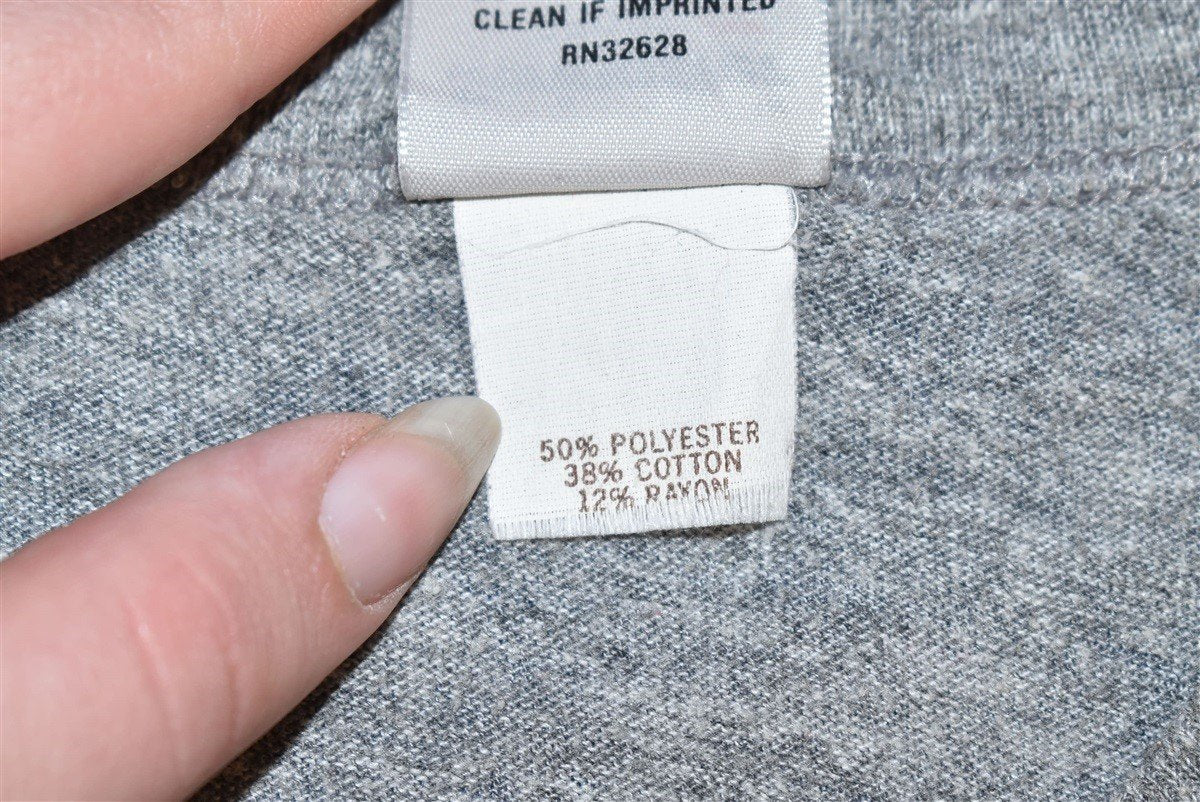 CLEAN IF IMPRINTED
RN32628
50% POLYESTER
38% COTTON
12% RAYON